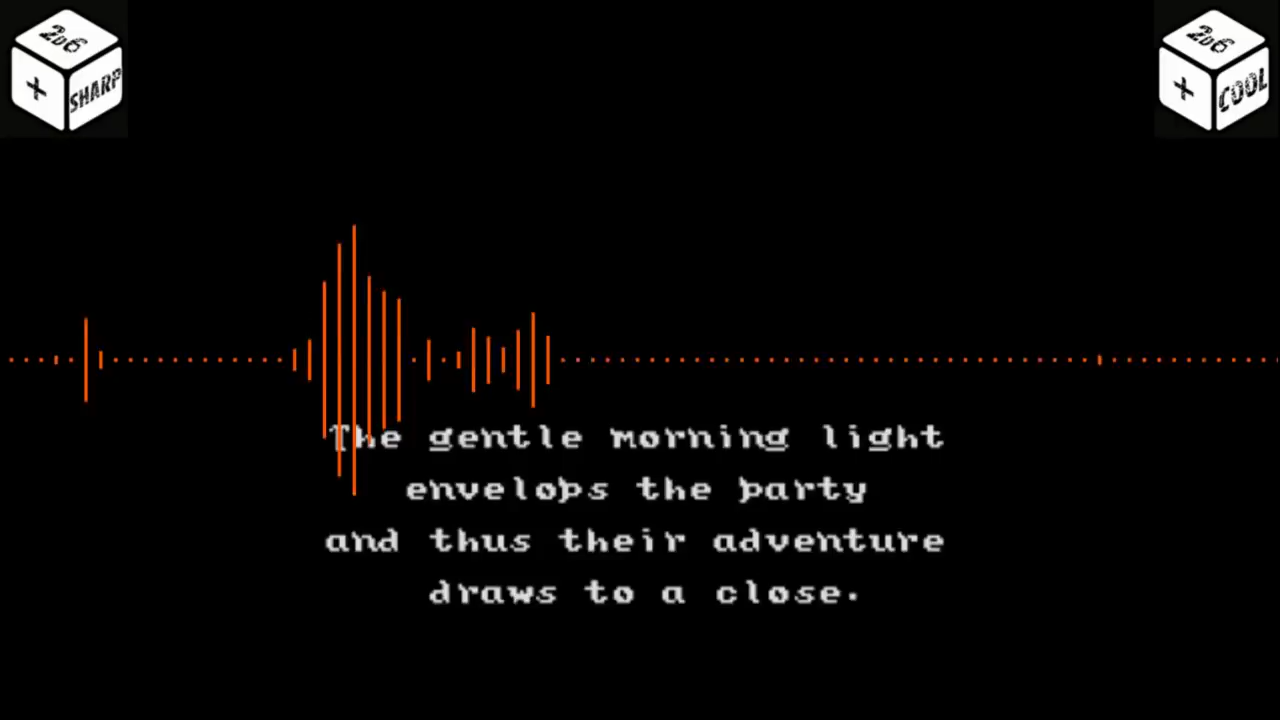 2D6
+
SHARP
2D6
+
COOL
The gentle morning light
envelops the party
and thus their adventure
draws to a close.